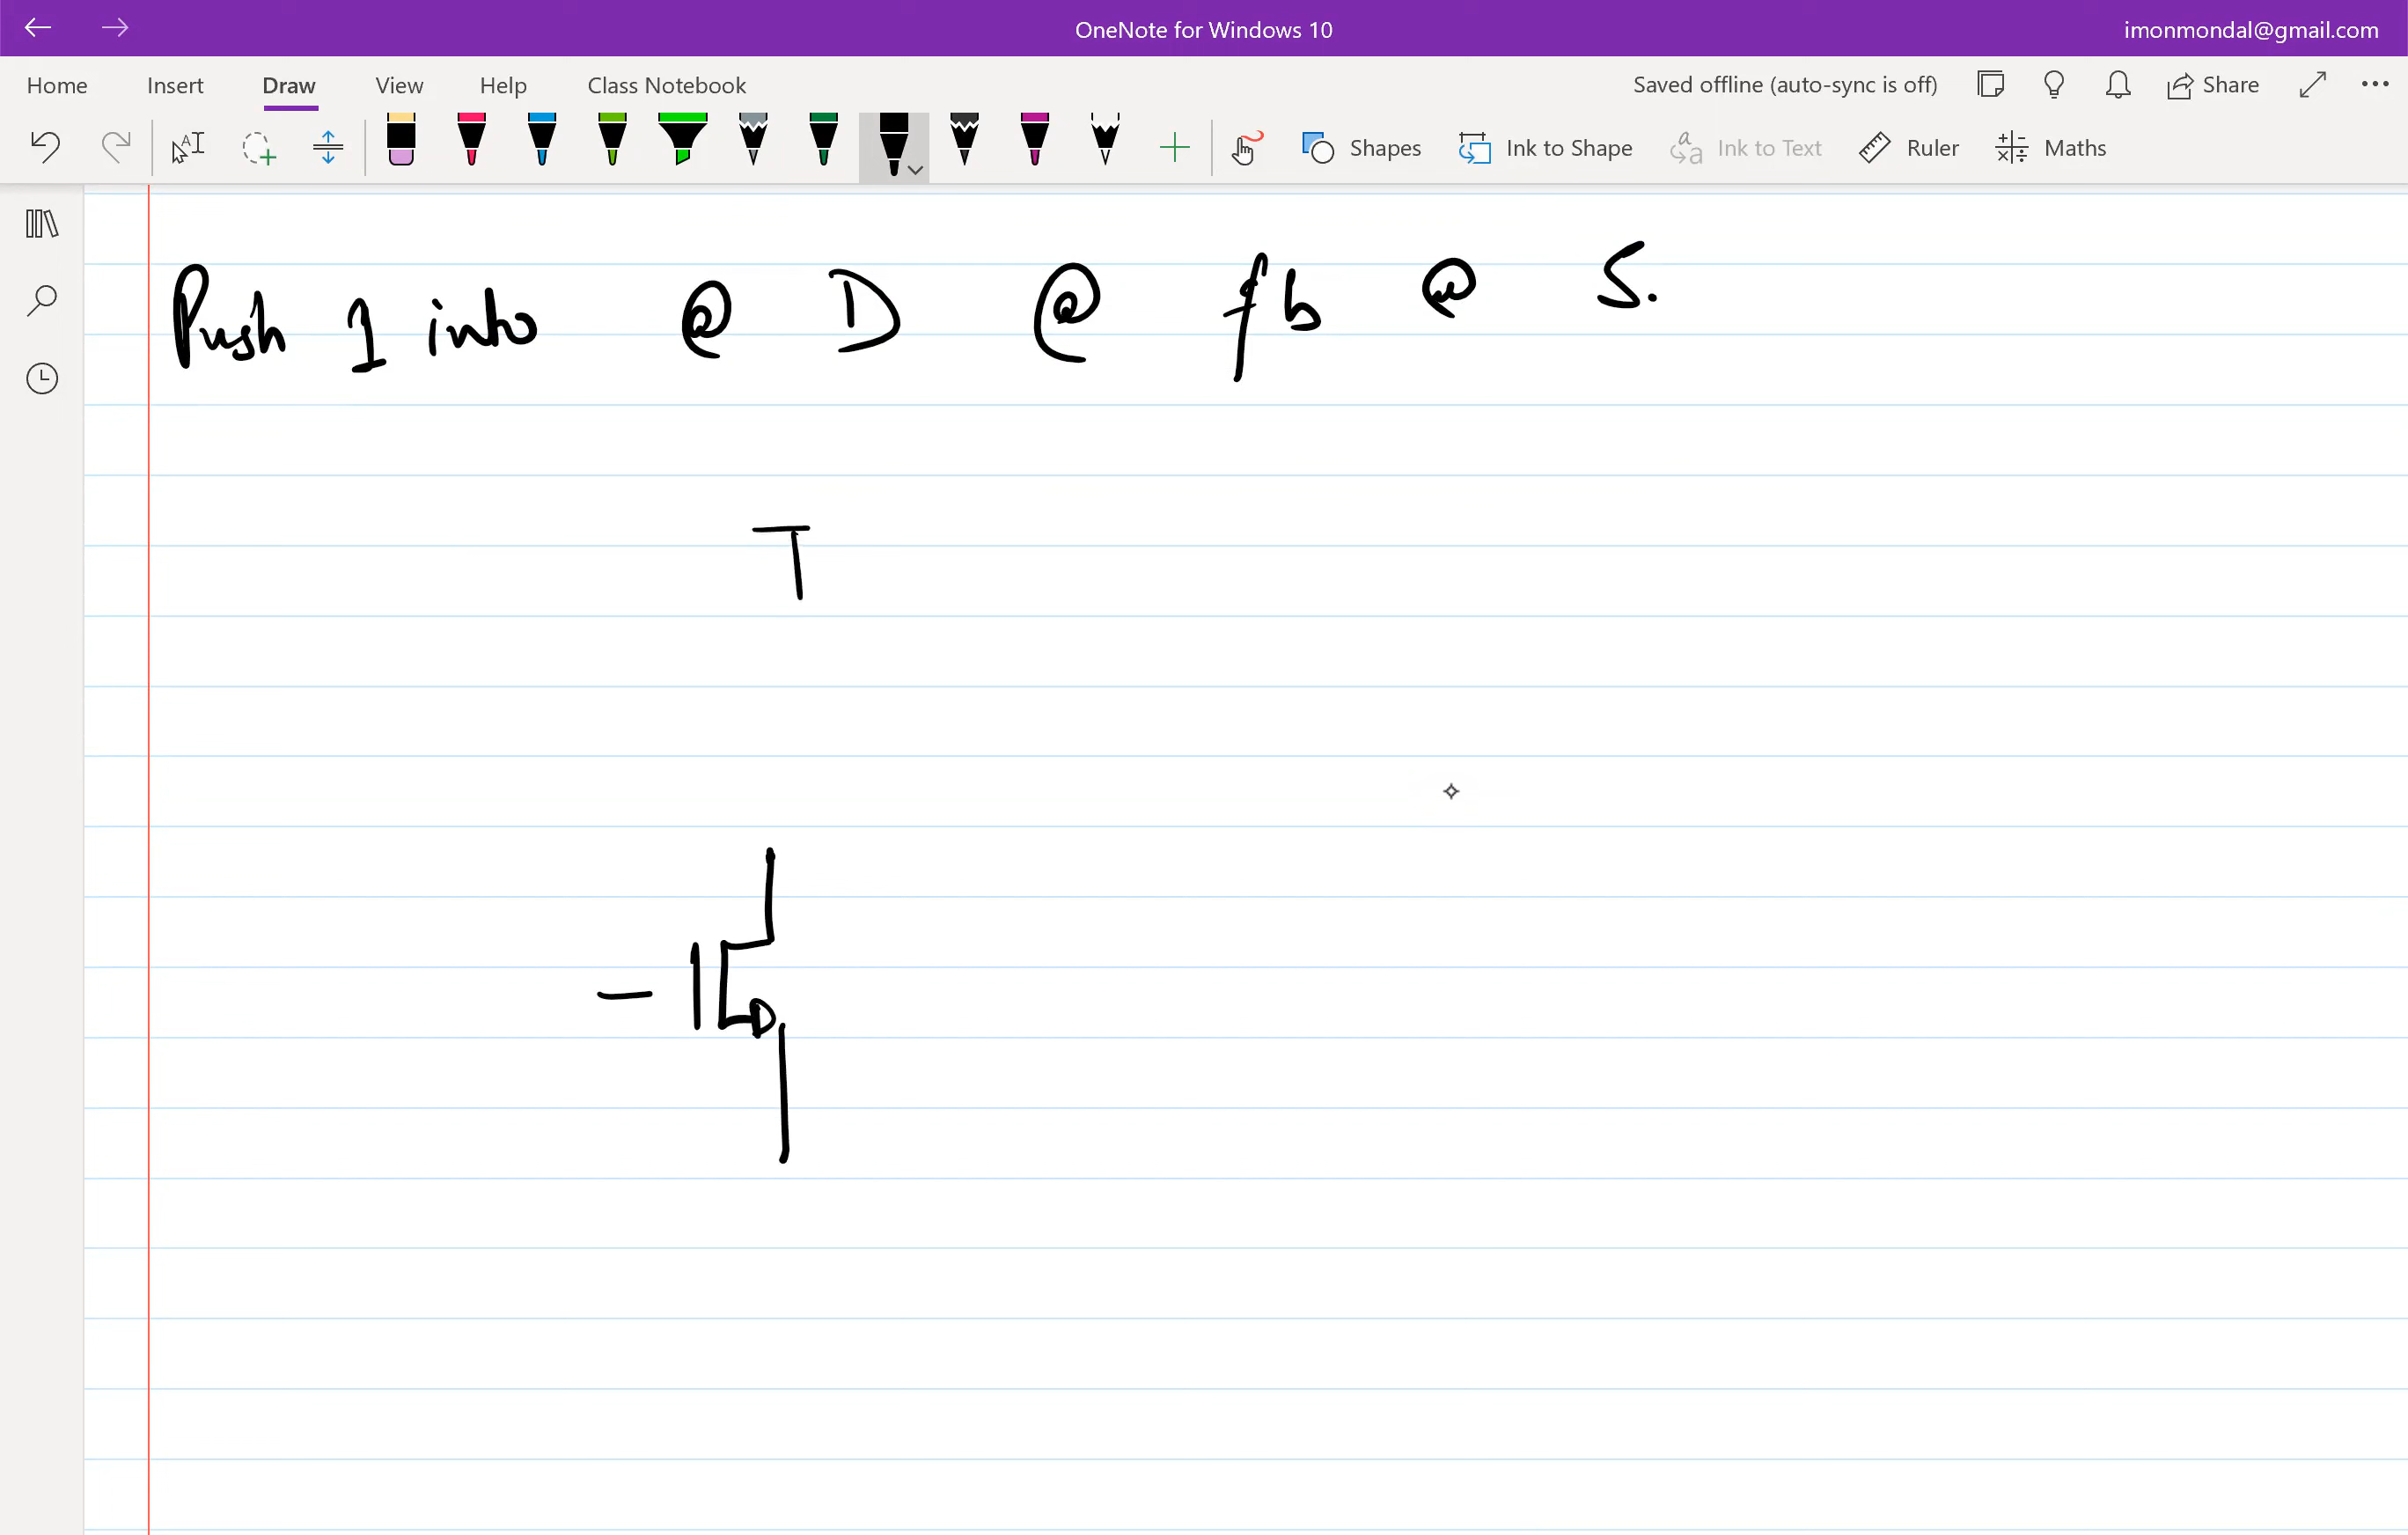 OneNote for Windows 10
imonmondal@gmail.com
Home Insert Draw View Help Class Notebook
Saved offline (auto-sync is off) Share
Shapes Ink to Shape Ink to Text Ruler Maths
Push I into @ D @ fb @ S.